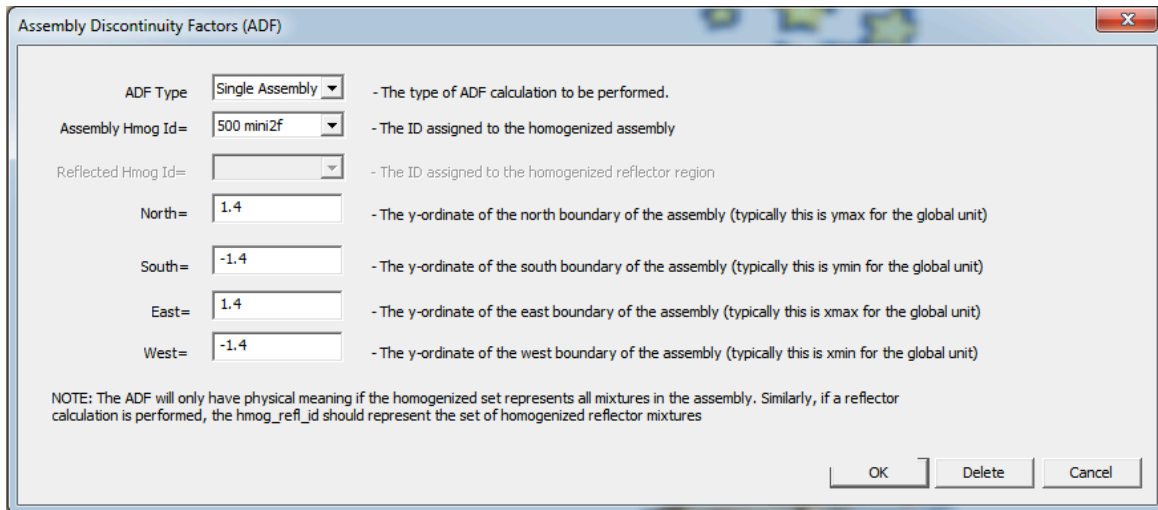 Assembly Discontinuity Factors (ADF)
ADF Type Single Assembly - The type of ADF calculation to be performed.
Assembly Hmog Id= 500 mini2f - The ID assigned to the homogenized assembly
Reflected Hmog Id= - The ID assigned to the homogenized reflector region
North= 1.4 - The y-ordinate of the north boundary of the assembly (typically this is ymax for the global unit)
South= -1.4 - The y-ordinate of the south boundary of the assembly (typically this is ymin for the global unit)
East= 1.4 - The y-ordinate of the east boundary of the assembly (typically this is xmax for the global unit)
West= -1.4 - The y-ordinate of the west boundary of the assembly (typically this is xmin for the global unit)
NOTE: The ADF will only have physical meaning if the homogenized set represents all mixtures in the assembly. Similarly, if a reflector
calculation is performed, the hmog_refl_id should represent the set of homogenized reflector mixtures
OK Delete Cancel